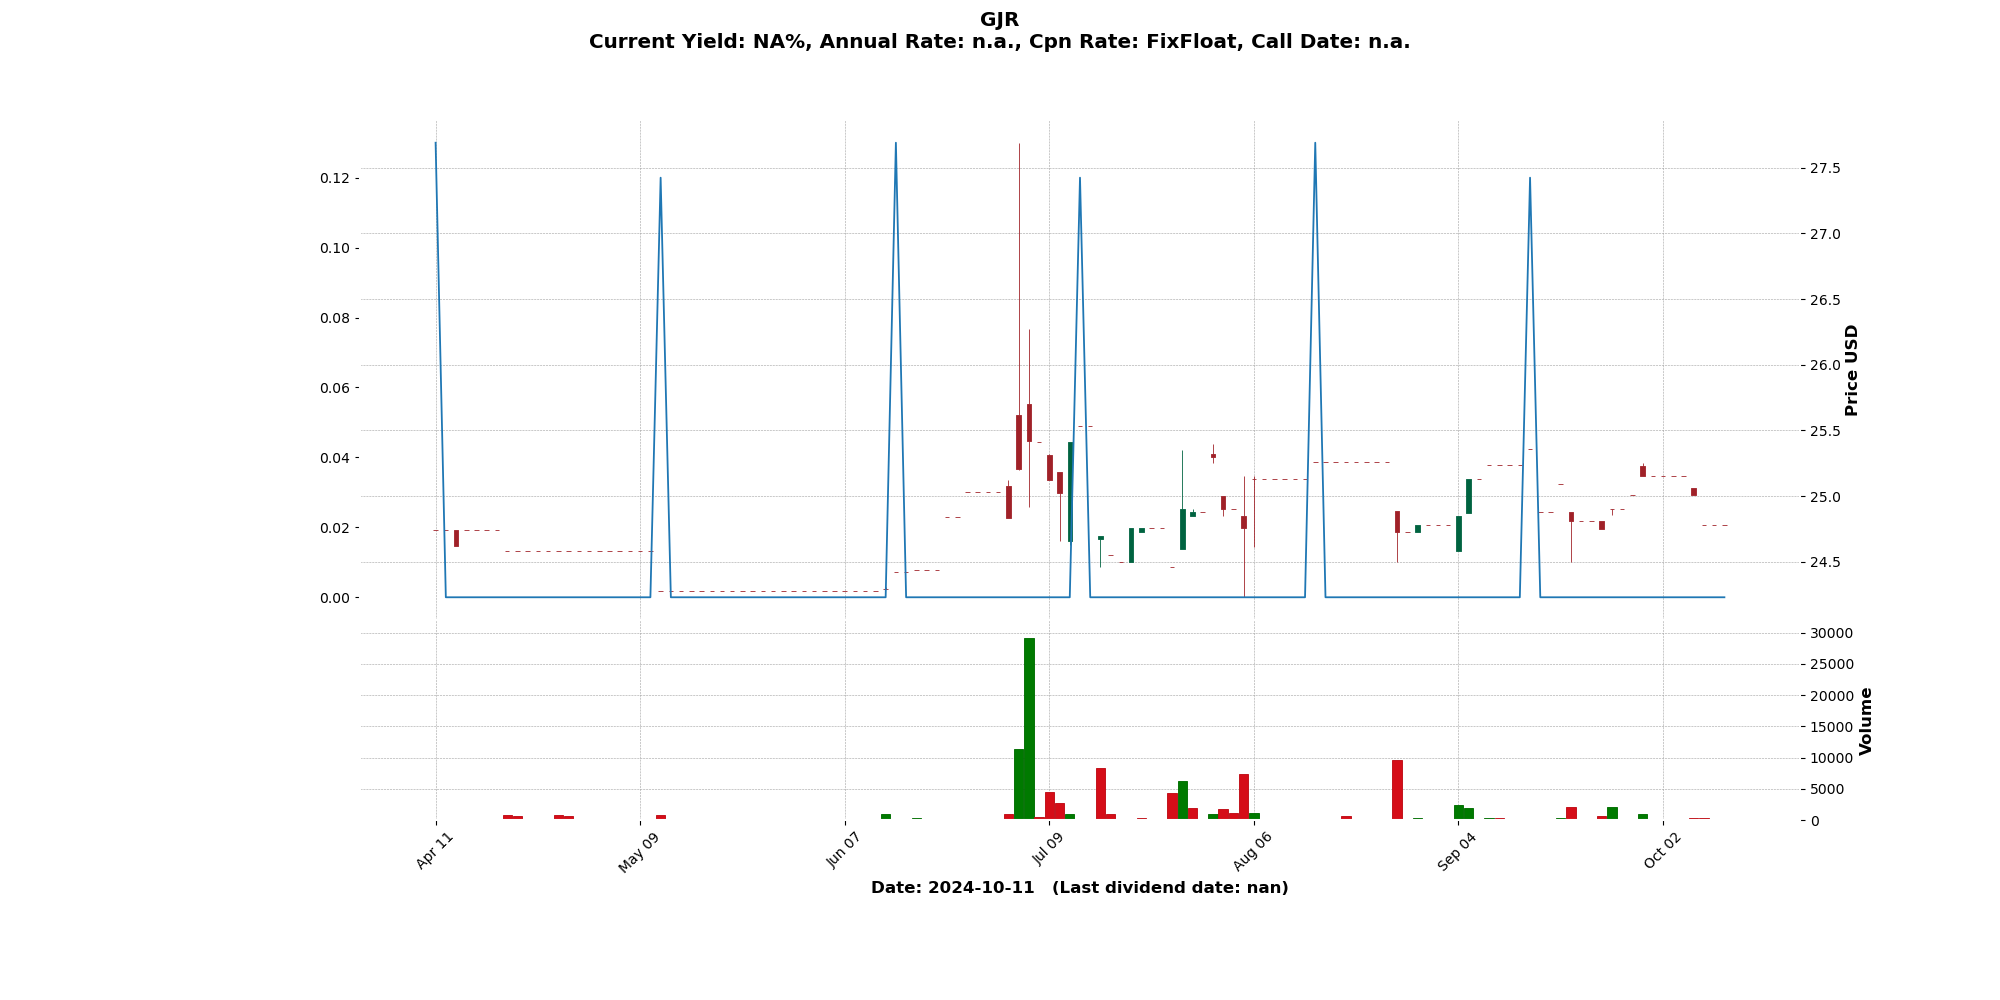 GJR
Current Yield: NA%, Annual Rate: n.a., Cpn Rate: FixFloat, Call Date: n.a.
0.12
0.10
0.08
0.06
0.04
0.02
0.00
27.5
27.0
26.5
26.0
25.5
25.0
24.5
Price USD
30000
25000
20000
15000
10000
5000
0
Volume
Apr 11
May 09
Jun 07
Jul 09
Aug 06
Sep 04
Oct 02
Date: 2024-10-11 (Last dividend date: nan)